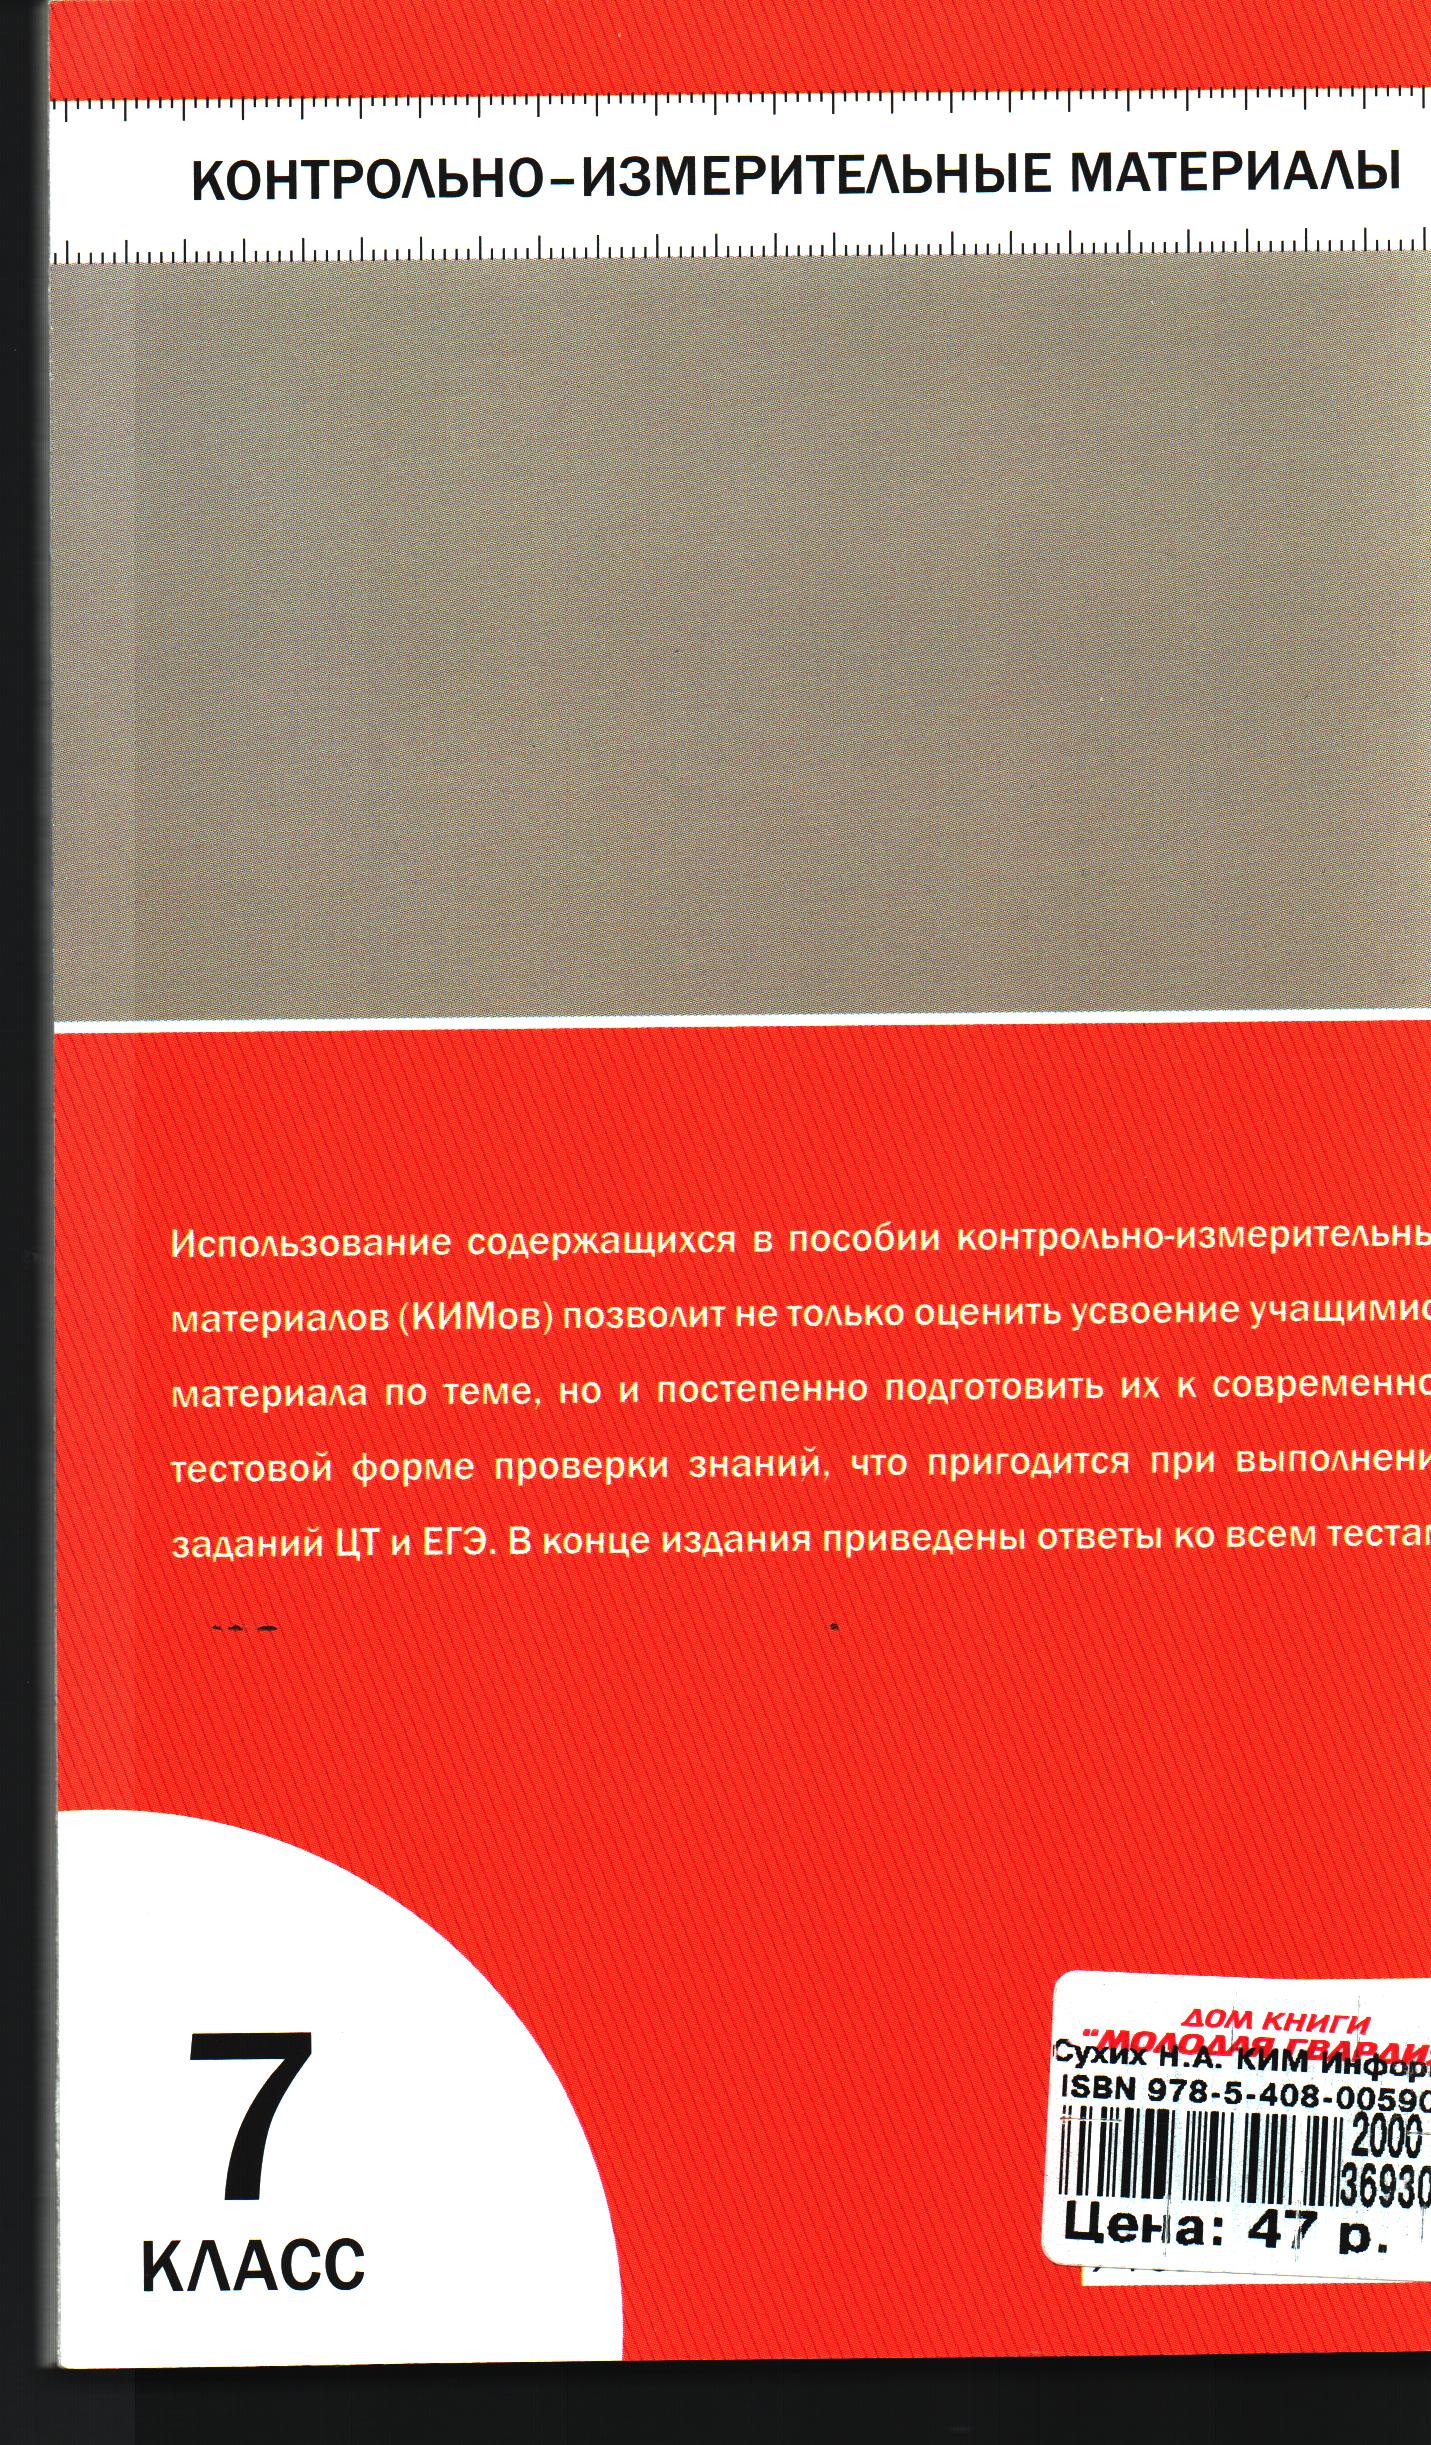 КОНТРОЛЬНО–ИЗМЕРИТЕЛЬНЫЕ МАТЕРИАЛЫ
Использование содержащихся в пособии контрольно-измерительны
материалов (КИМов) позволит не только оценить усвоение учащимис
материала по теме, но и постепенно подготовить их к современно
тестовой форме проверки знаний, что пригодится при выполнени
заданий ЦТ и ЕГЭ. В конце издания приведены ответы ко всем теста
7
КЛАСС
ДОМ КНИГИ
"МОЛОДАЯ ГВАРДИЯ
Сухих Н.А. КИМ Инфор
ISBN 978-5-408-00590
2000
36930
Цена: 47 р.